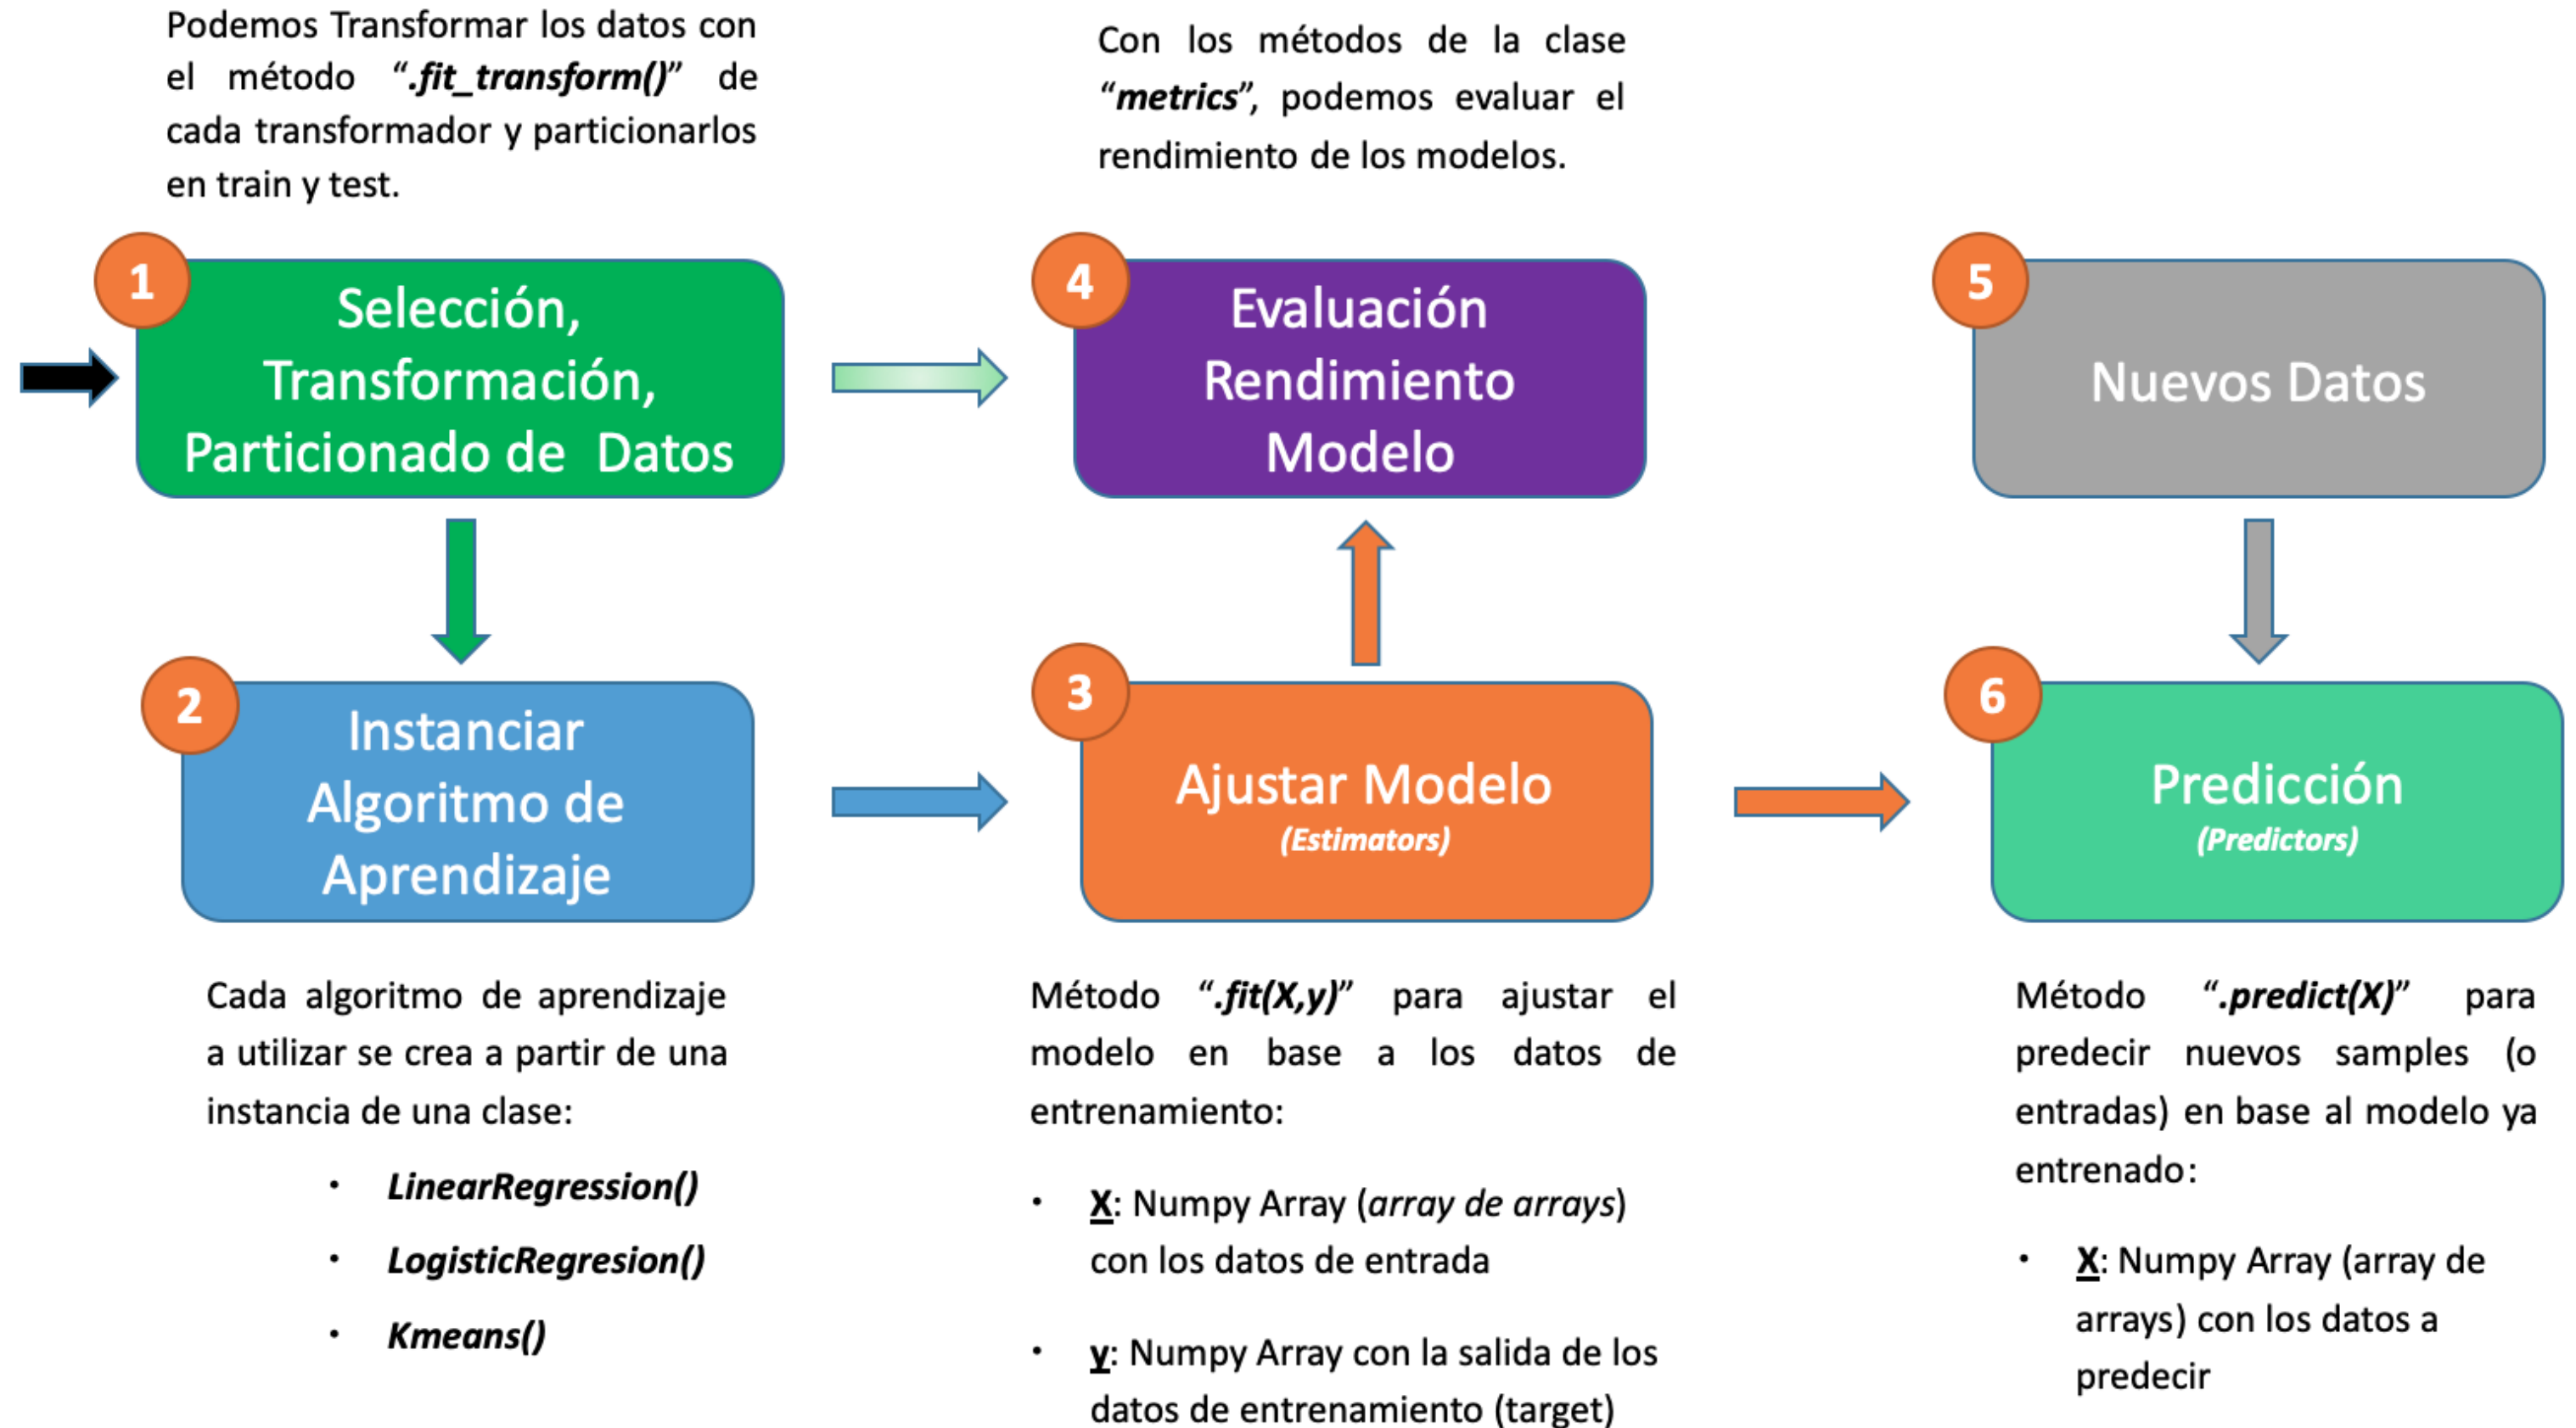 Podemos Transformar los datos con
el método “.fit_transform()” de
cada transformador y particionarlos
en train y test.
1
Selección,
Transformación,
Particionado de Datos
2
Instanciar
Algoritmo de
Aprendizaje
Cada algoritmo de aprendizaje
a utilizar se crea a partir de una
instancia de una clase:
· LinearRegression()
· LogisticRegresion()
· Kmeans()
Con los métodos de la clase
“metrics”, podemos evaluar el
rendimiento de los modelos.
4
Evaluación
Rendimiento
Modelo
3
Ajustar Modelo
(Estimators)
Método “.fit(X,y)” para ajustar el
modelo en base a los datos de
entrenamiento:
· X: Numpy Array (array de arrays)
con los datos de entrada
· y: Numpy Array con la salida de los
datos de entrenamiento (target)
5
Nuevos Datos
6
Predicción
(Predictors)
Método “.predict(X)” para
predecir nuevos samples (o
entradas) en base al modelo ya
entrenado:
· X: Numpy Array (array de
arrays) con los datos a
predecir